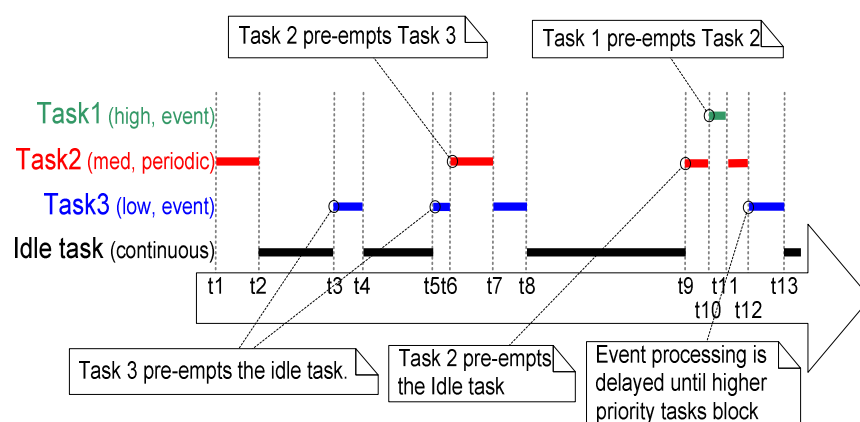 Task 2 pre-empts Task 3
Task 1 pre-empts Task 2
Task1 (high, event)
Task2 (med, periodic)
Task3 (low, event)
Idle task (continuous)
t1 t2 t3 t4 t5 t6 t7 t8 t9 t11 t13
t10 t12
Task 3 pre-empts the idle task.
Task 2 pre-empts
the Idle task
Event processing is
delayed until higher
priority tasks block